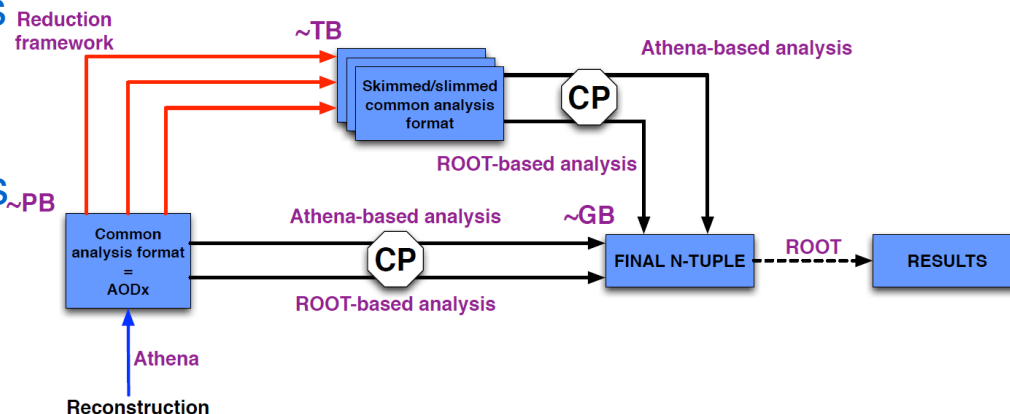 s
Reduction
framework
~TB
Athena-based analysis
Skimmed/slimmed
common analysis
format
CP
ROOT-based analysis
s
~PB
Athena-based analysis
~GB
Common
analysis format
=
AODx
CP
FINAL N-TUPLE
ROOT
RESULTS
ROOT-based analysis
Athena
Reconstruction